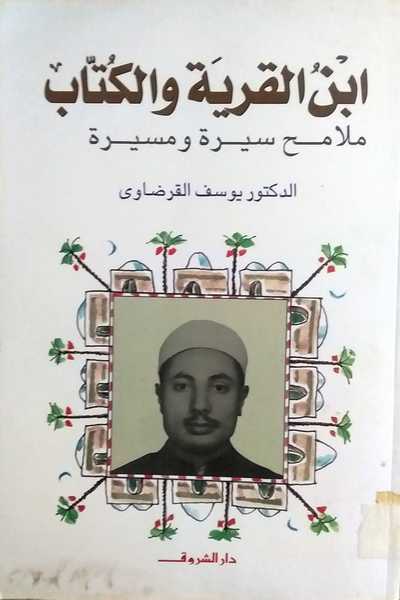 ابنُ القرية والكُتّاب
ملامح سيرة ومسيرة
الدكتور يوسف القرضاوى
دار الشروق